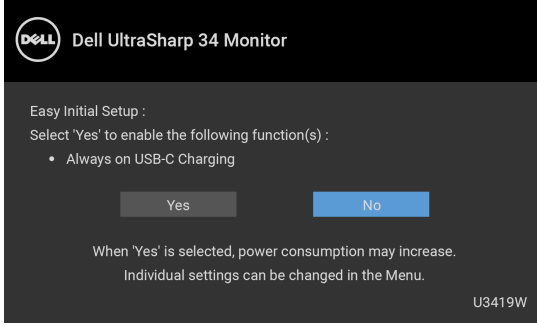 DELL
Dell UltraSharp 34 Monitor
Easy Initial Setup :
Select 'Yes' to enable the following function(s) :
• Always on USB-C Charging
Yes No
When 'Yes' is selected, power consumption may increase.
Individual settings can be changed in the Menu.
U3419W